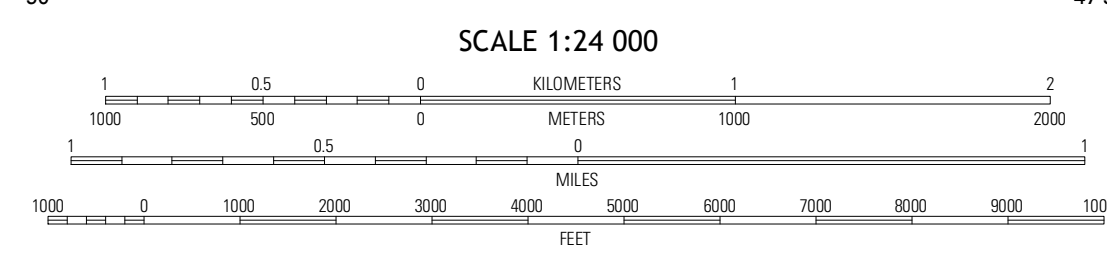 SCALE 1:24 000
1 0.5 0 KILOMETERS 1 2
1000 500 0 METERS 1000 2000
1 0.5 0 1
MILES
1000 0 1000 2000 3000 4000 5000 6000 7000 8000 9000 100
FEET